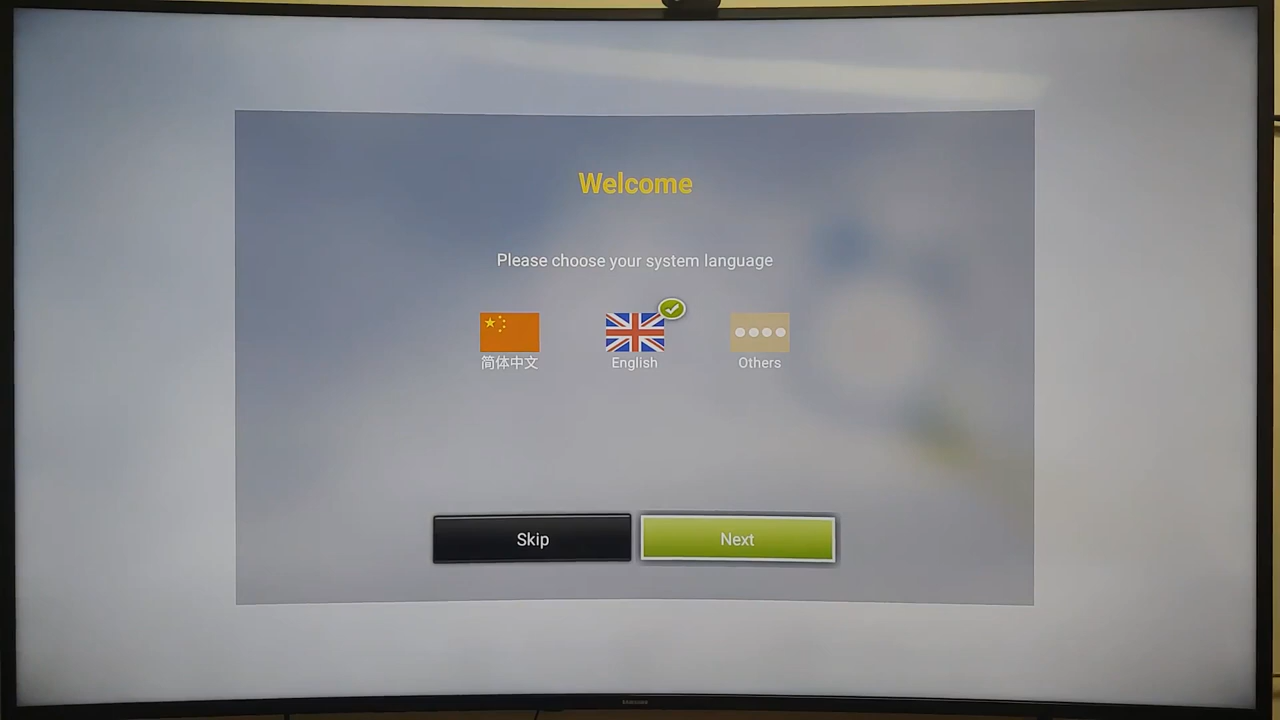 Welcome
Please choose your system language
简体中文
English
Others
Skip
Next